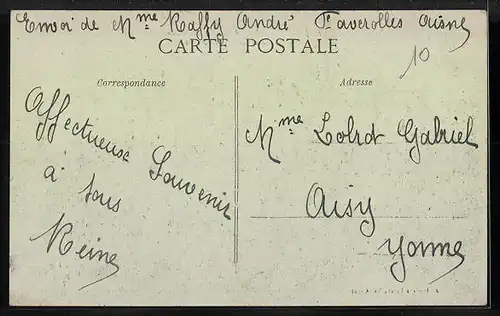 Envoi de Mme Raffy André Faverolles Aisne
CARTE POSTALE
10
Correspondance
Affectueux Souvenir
à tous
Reine
Adresse
Mme Lolrot Gabriel
Aisy
Yonne